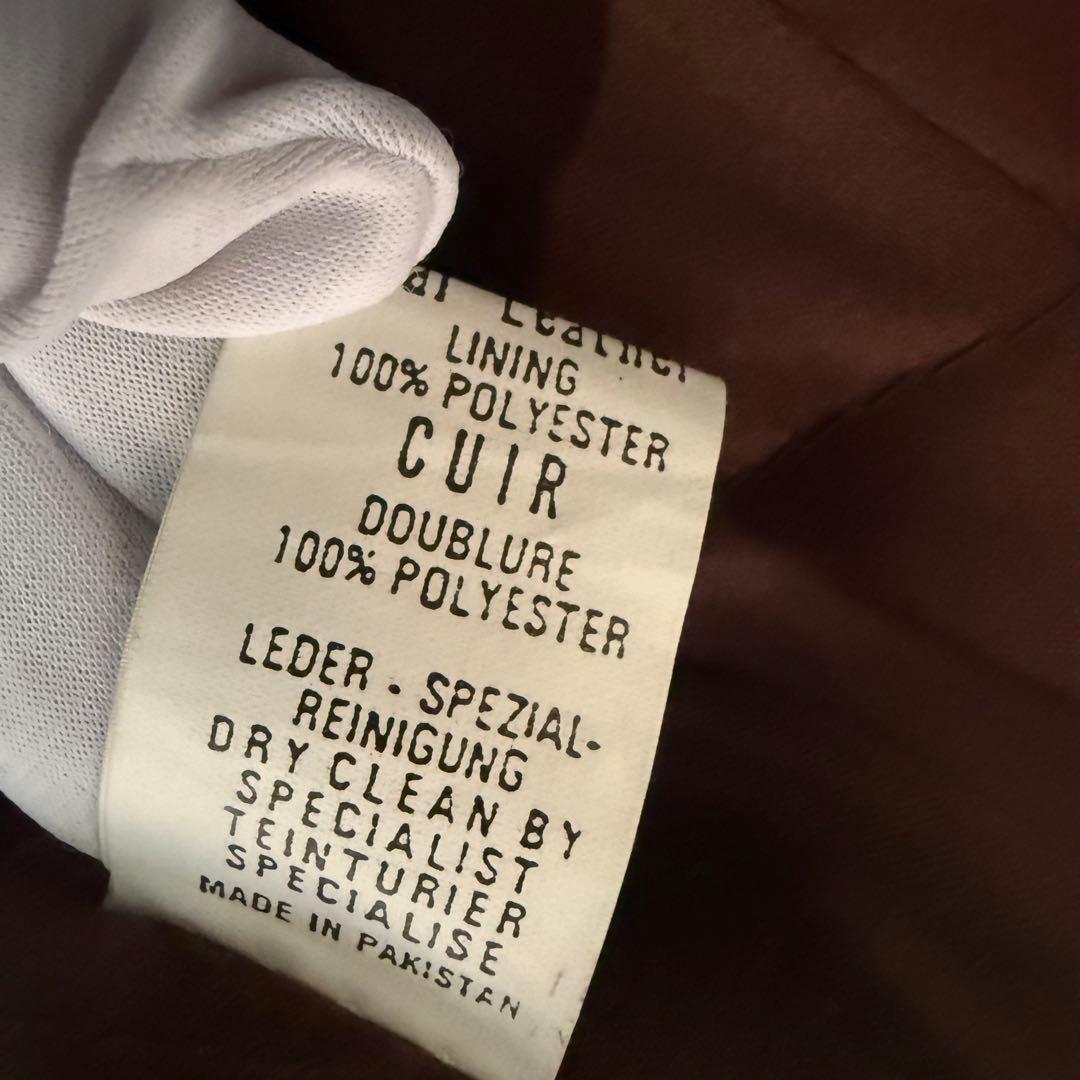 Leather
LINING
100% POLYESTER
CUIR
DOUBLURE
100% POLYESTER
LEDER . SPEZIAL-
REINIGUNG
DRY CLEAN BY
SPECIALIST
TEINTURIER
SPECIALISE
MADE IN PAKISTAN